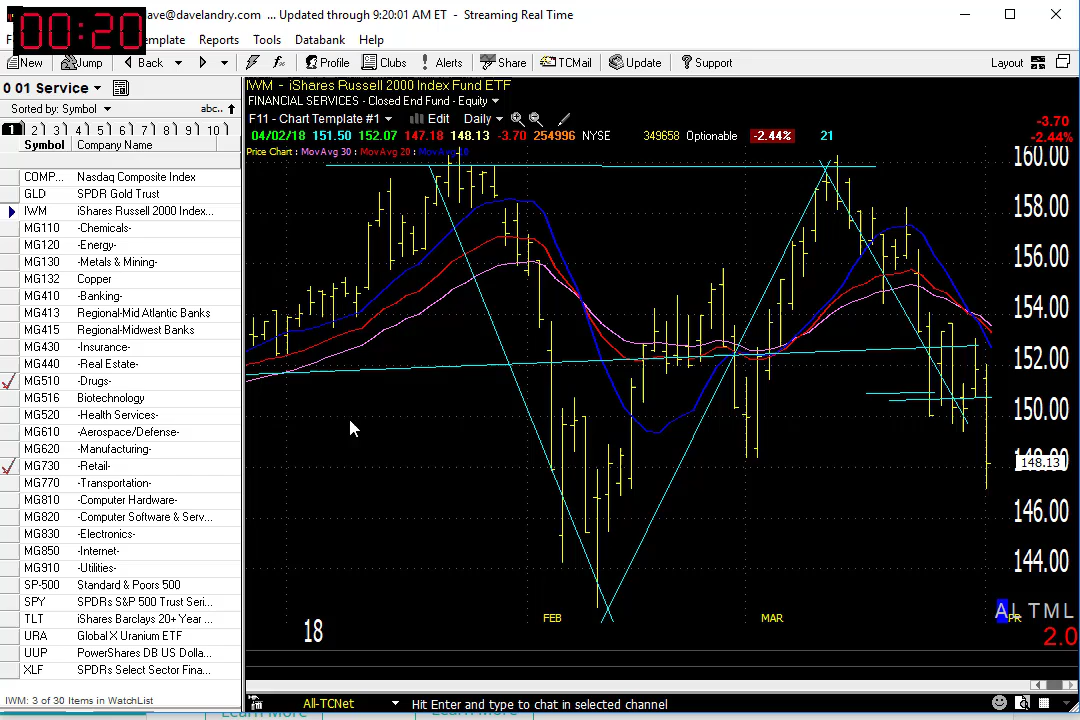 ave@davelandry.com ... Updated through 9:20:01 AM ET - Streaming Real Time
00:20
emplate Reports Tools Databank Help
New Jump Back Profile Clubs Alerts Share TCMail Update Support Layout
0 01 Service
Sorted by: Symbol abc..
1 2 3 4 5 6 7 8 9 10
Symbol Company Name
COMP... Nasdaq Composite Index
GLD SPDR Gold Trust
IWM iShares Russell 2000 Index...
MG110 -Chemicals-
MG120 -Energy-
MG130 -Metals & Mining-
MG132 Copper
MG410 -Banking-
MG413 Regional-Mid Atlantic Banks
MG415 Regional-Midwest Banks
MG430 -Insurance-
MG440 -Real Estate-
MG510 -Drugs-
MG516 Biotechnology
MG520 -Health Services-
MG610 -Aerospace/Defense-
MG620 -Manufacturing-
MG730 -Retail-
MG770 -Transportation-
MG810 -Computer Hardware-
MG820 -Computer Software & Serv...
MG830 -Electronics-
MG850 -Internet-
MG910 -Utilities-
SP-500 Standard & Poors 500
SPY SPDRs S&P 500 Trust Seri...
TLT iShares Barclays 20+ Year ...
URA Global X Uranium ETF
UUP PowerShares DB US Dolla...
XLF SPDRs Select Sector Fina...
IWM: 3 of 30 Items in WatchList
IWM - iShares Russell 2000 Index Fund ETF
FINANCIAL SERVICES - Closed End Fund - Equity
F11 - Chart Template #1 Edit Daily
04/02/18 151.50 152.07 147.18 148.13 -3.70 254996 NYSE 349658 Optionable -2.44% 21
-3.70
-2.44%
Price Chart : MovAvg 30 : MovAvg 20 : MovAvg 10
160.00
158.00
156.00
154.00
152.00
150.00
148.13
146.00
144.00
18 FEB MAR APR
A L T M L
2.0
All-TCNet Hit Enter and type to chat in selected channel
Learn More Learn More